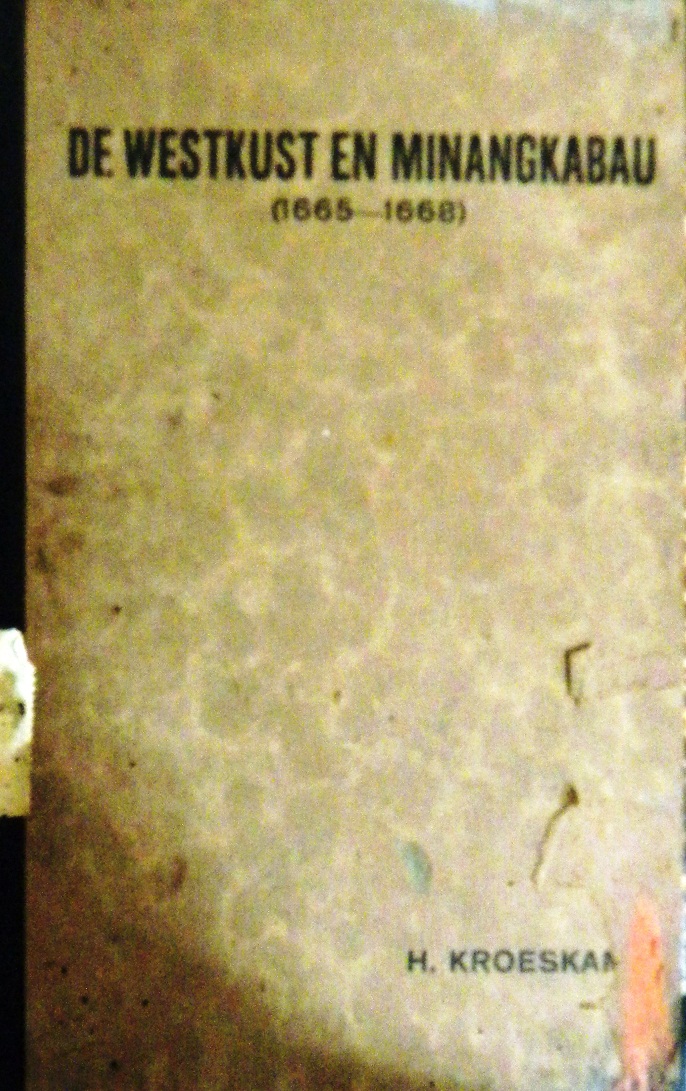 DE WESTKUST EN MINANGKABAU
(1665—1668)
H. KROESKAM